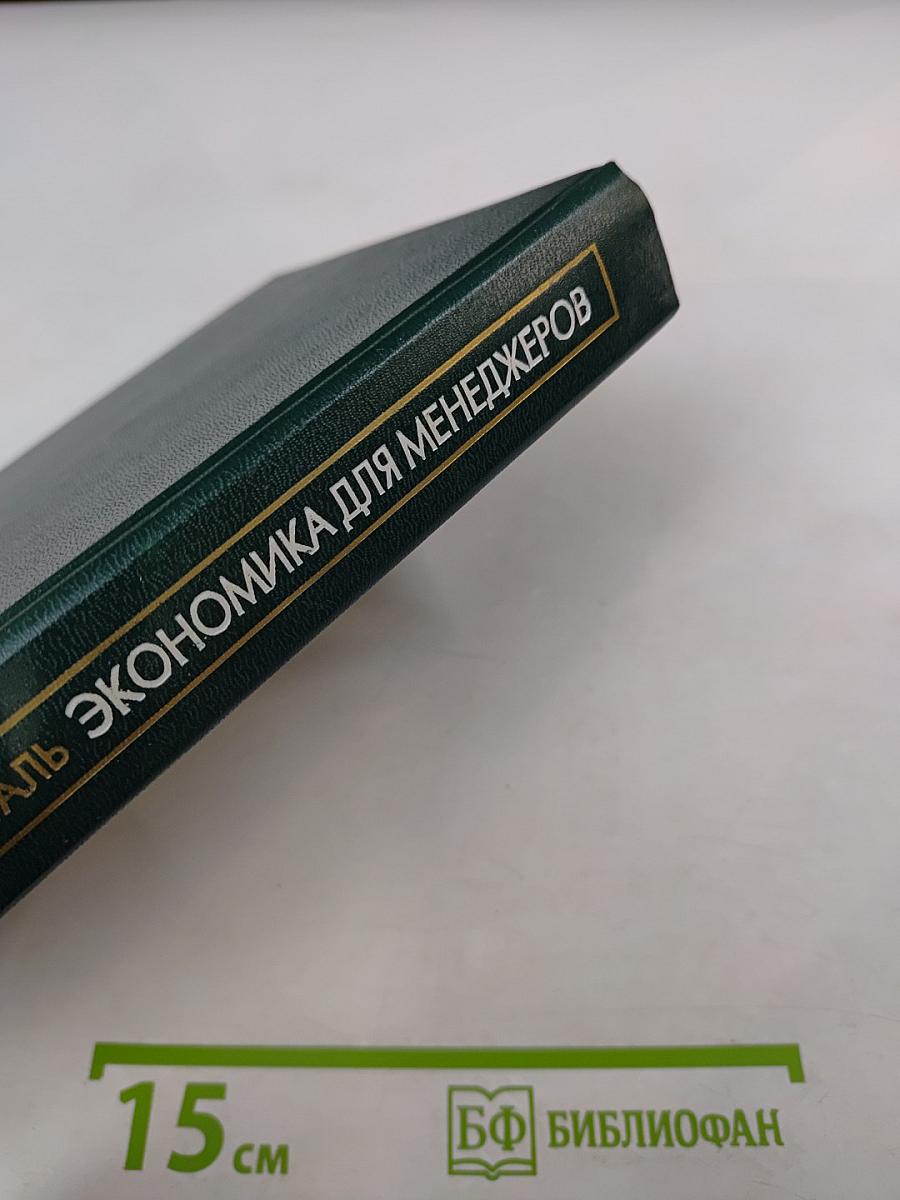 АЛЬ ЭКОНОМИКА ДЛЯ МЕНЕДЖЕРОВ
15 см
БФ БИБЛИОФАН